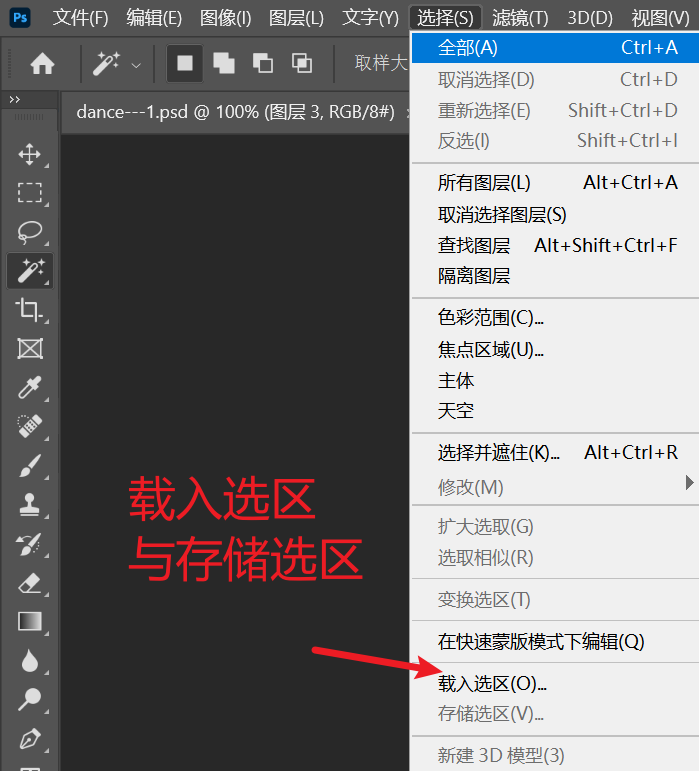 Ps 文件(F) 编辑(E) 图像(I) 图层(L) 文字(Y) 选择(S) 滤镜(T) 3D(D) 视图(V)
取样大
dance---1.psd @ 100% (图层 3, RGB/8#)
全部(A) Ctrl+A
取消选择(D) Ctrl+D
重新选择(E) Shift+Ctrl+D
反选(I) Shift+Ctrl+I
所有图层(L) Alt+Ctrl+A
取消选择图层(S)
查找图层 Alt+Shift+Ctrl+F
隔离图层
色彩范围(C)...
焦点区域(U)...
主体
天空
选择并遮住(K)... Alt+Ctrl+R
修改(M)
扩大选取(G)
选取相似(R)
变换选区(T)
在快速蒙版模式下编辑(Q)
载入选区(O)...
存储选区(V)...
新建 3D 模型(3)
载入选区
与存储选区